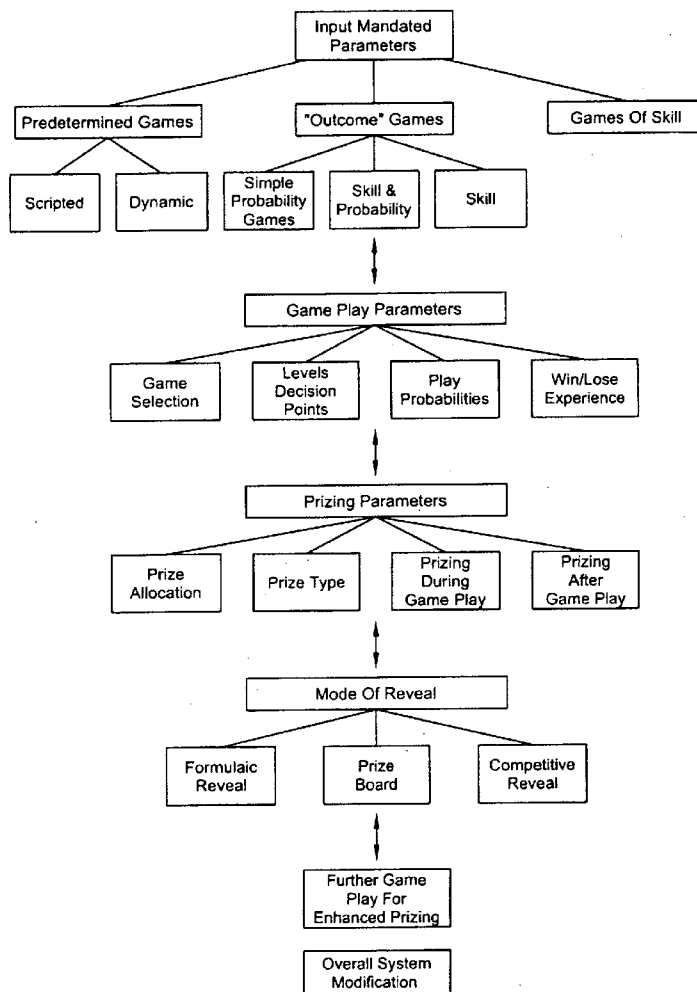 Input Mandated
Parameters
Predetermined Games
"Outcome" Games
Games Of Skill
Scripted
Dynamic
Simple
Probability
Games
Skill &
Probability
Skill
Game Play Parameters
Game
Selection
Levels
Decision
Points
Play
Probabilities
Win/Lose
Experience
Prizing Parameters
Prize
Allocation
Prize Type
Prizing
During
Game Play
Prizing
After
Game Play
Mode Of Reveal
Formulaic
Reveal
Prize
Board
Competitive
Reveal
Further Game
Play For
Enhanced Prizing
Overall System
Modification